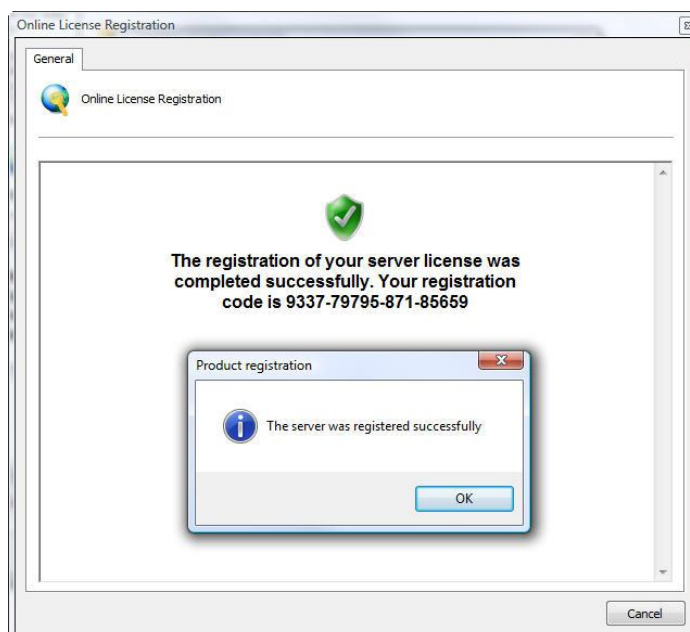 Online License Registration
General
Online License Registration
The registration of your server license was
completed successfully. Your registration
code is 9337-79795-871-85659
Product registration
The server was registered successfully
OK
Cancel